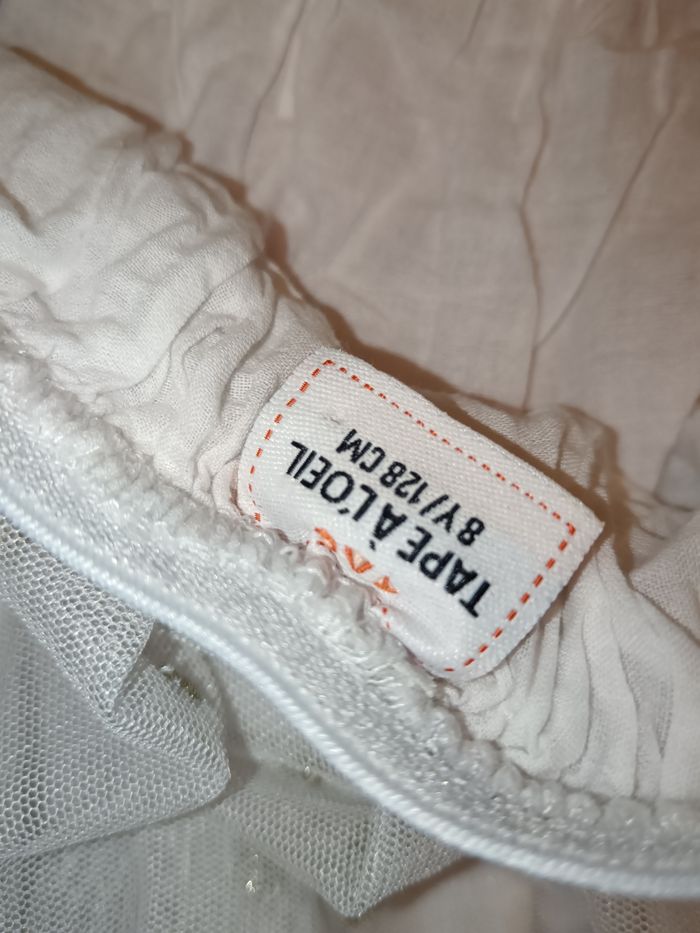 TAPE À L'OEIL
8 Y/128 CM